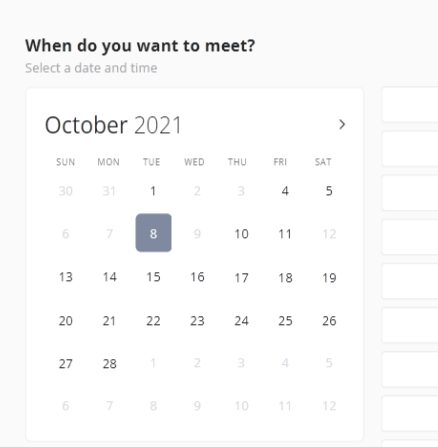 When do you want to meet?
Select a date and time
October 2021 >
SUN MON TUE WED THU FRI SAT
30 31 1 2 3 4 5
6 7 8 9 10 11 12
13 14 15 16 17 18 19
20 21 22 23 24 25 26
27 28 1 2 3 4 5
6 7 8 9 10 11 12